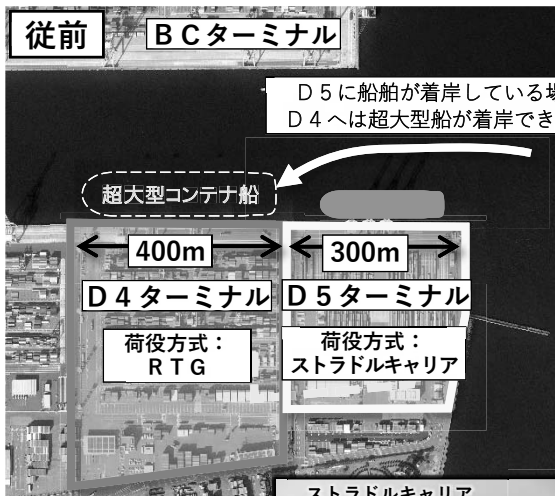 従前
ＢＣターミナル
Ｄ５に船舶が着岸している場
Ｄ４へは超大型船が着岸でき
超大型コンテナ船
400m
300m
Ｄ４ターミナル
Ｄ５ターミナル
荷役方式：
ＲＴＧ
荷役方式：
ストラドルキャリア
ストラドルキャリア